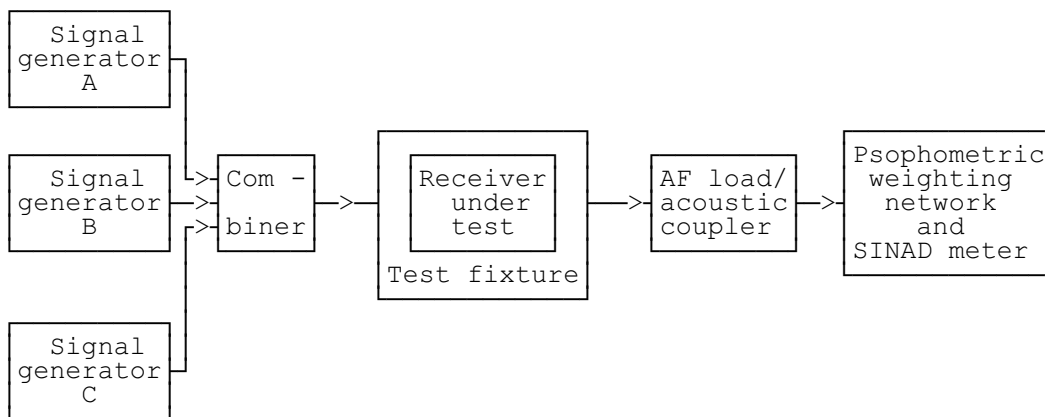 Signal
generator
A
Signal
generator
B
Signal
generator
C
Com -
biner
Receiver
under
test
Test fixture
AF load/
acoustic
coupler
Psophometric
weighting
network
and
SINAD meter